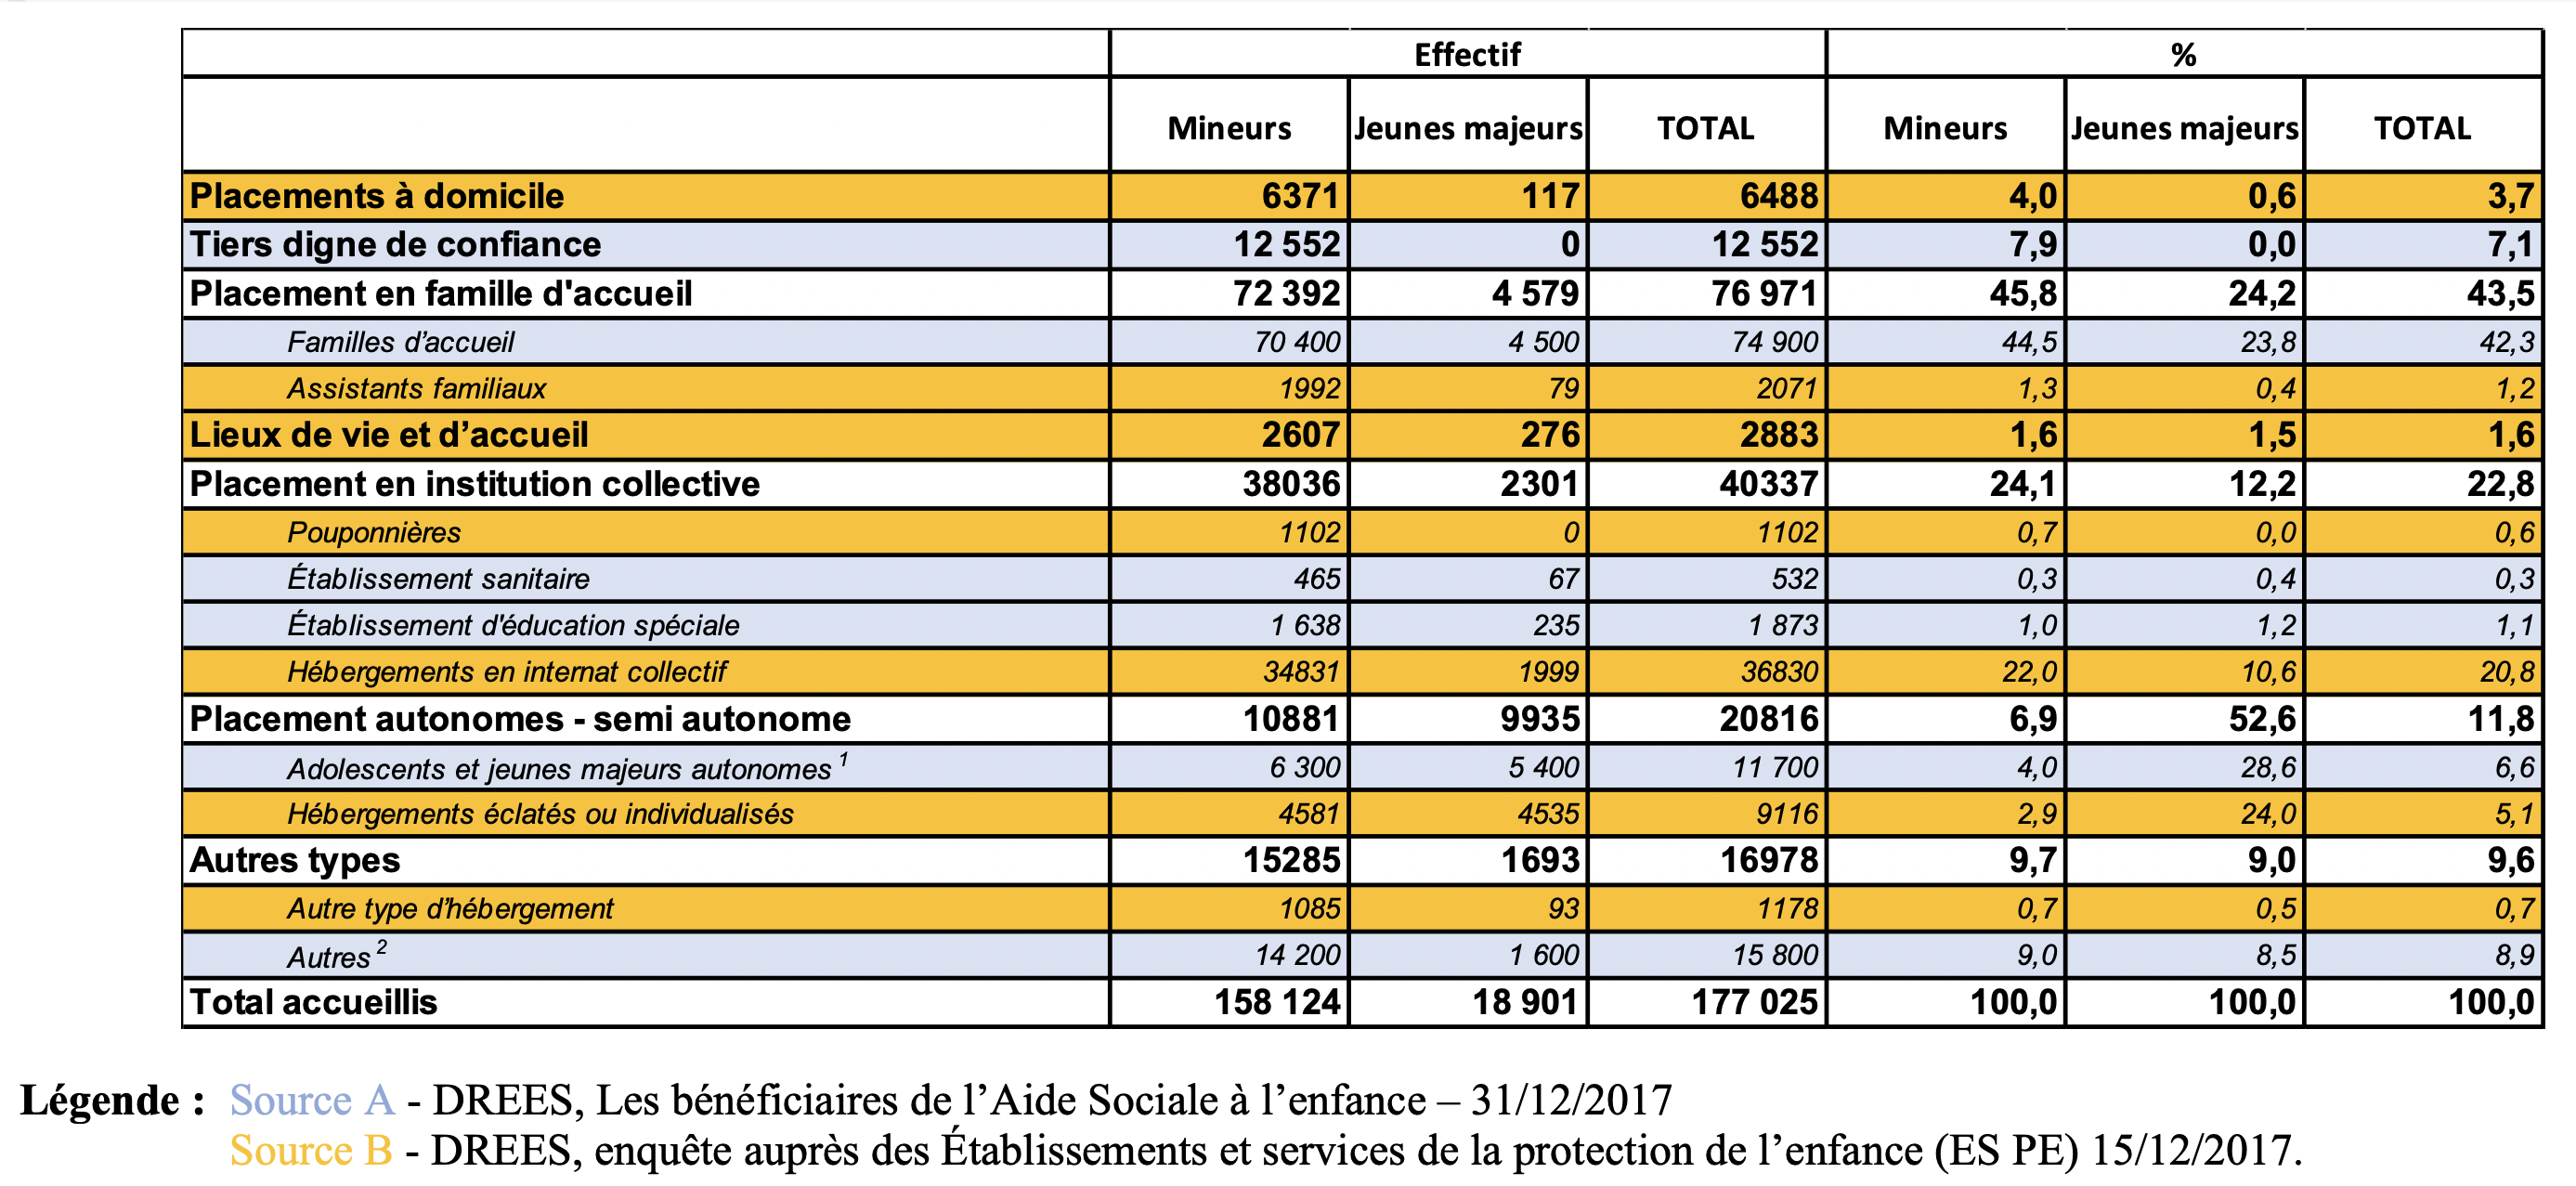 Effectif %
Mineurs Jeunes majeurs TOTAL Mineurs Jeunes majeurs TOTAL
Placements à domicile 6371 117 6488 4,0 0,6 3,7
Tiers digne de confiance 12 552 0 12 552 7,9 0,0 7,1
Placement en famille d'accueil 72 392 4 579 76 971 45,8 24,2 43,5
Familles d’accueil 70 400 4 500 74 900 44,5 23,8 42,3
Assistants familiaux 1992 79 2071 1,3 0,4 1,2
Lieux de vie et d’accueil 2607 276 2883 1,6 1,5 1,6
Placement en institution collective 38036 2301 40337 24,1 12,2 22,8
Pouponnières 1102 0 1102 0,7 0,0 0,6
Établissement sanitaire 465 67 532 0,3 0,4 0,3
Établissement d'éducation spéciale 1 638 235 1 873 1,0 1,2 1,1
Hébergements en internat collectif 34831 1999 36830 22,0 10,6 20,8
Placement autonomes - semi autonome 10881 9935 20816 6,9 52,6 11,8
Adolescents et jeunes majeurs autonomes 1 6 300 5 400 11 700 4,0 28,6 6,6
Hébergements éclatés ou individualisés 4581 4535 9116 2,9 24,0 5,1
Autres types 15285 1693 16978 9,7 9,0 9,6
Autre type d’hébergement 1085 93 1178 0,7 0,5 0,7
Autres 2 14 200 1 600 15 800 9,0 8,5 8,9
Total accueillis 158 124 18 901 177 025 100,0 100,0 100,0
Légende : Source A - DREES, Les bénéficiaires de l’Aide Sociale à l’enfance – 31/12/2017
Source B - DREES, enquête auprès des Établissements et services de la protection de l’enfance (ES PE) 15/12/2017.